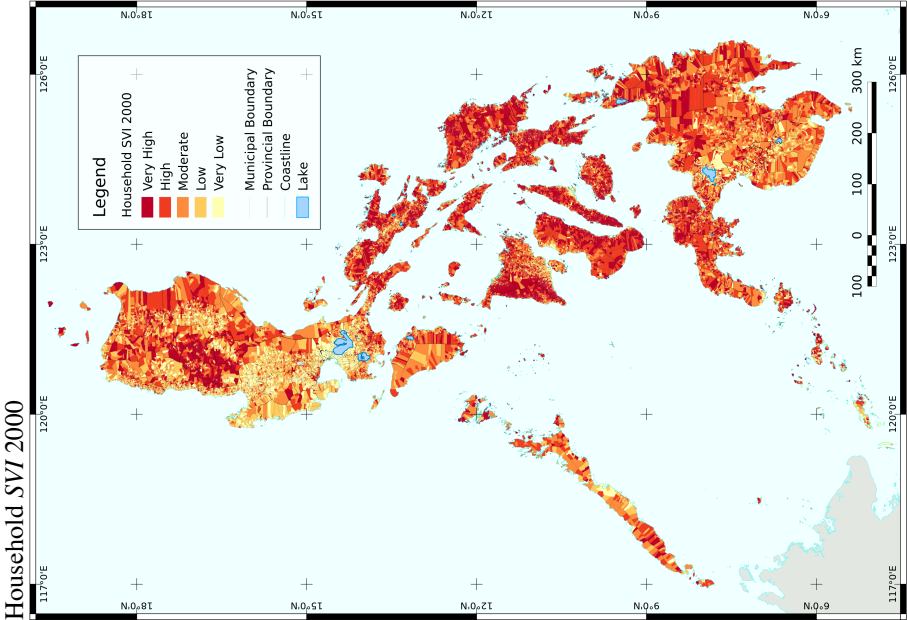 Household SVI 2000
117°0'E 120°0'E 123°0'E 126°0'E
Legend
Household SVI 2000
Very High
High
Moderate
Low
Very Low
Municipal Boundary
Provincial Boundary
Coastline
Lake
18°0'N 18°0'N
15°0'N 15°0'N
12°0'N 12°0'N
9°0'N 9°0'N
6°0'N 6°0'N
100 0 100 200 300 km
117°0'E 120°0'E 123°0'E 126°0'E